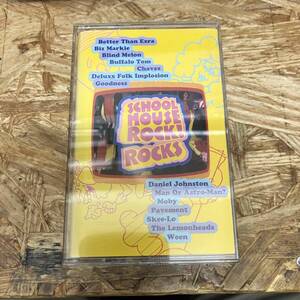 Better Than Ezra
Biz Markie
Blind Melon
Buffalo Tom
Chavez
Deluxx Folk Implosion
Goodness
SCHOOL
HOUSE
ROCK!
ROCKS
Daniel Johnston
Man Or Astro-Man?
Moby
Pavement
Skee-Lo
The Lemonheads
Ween